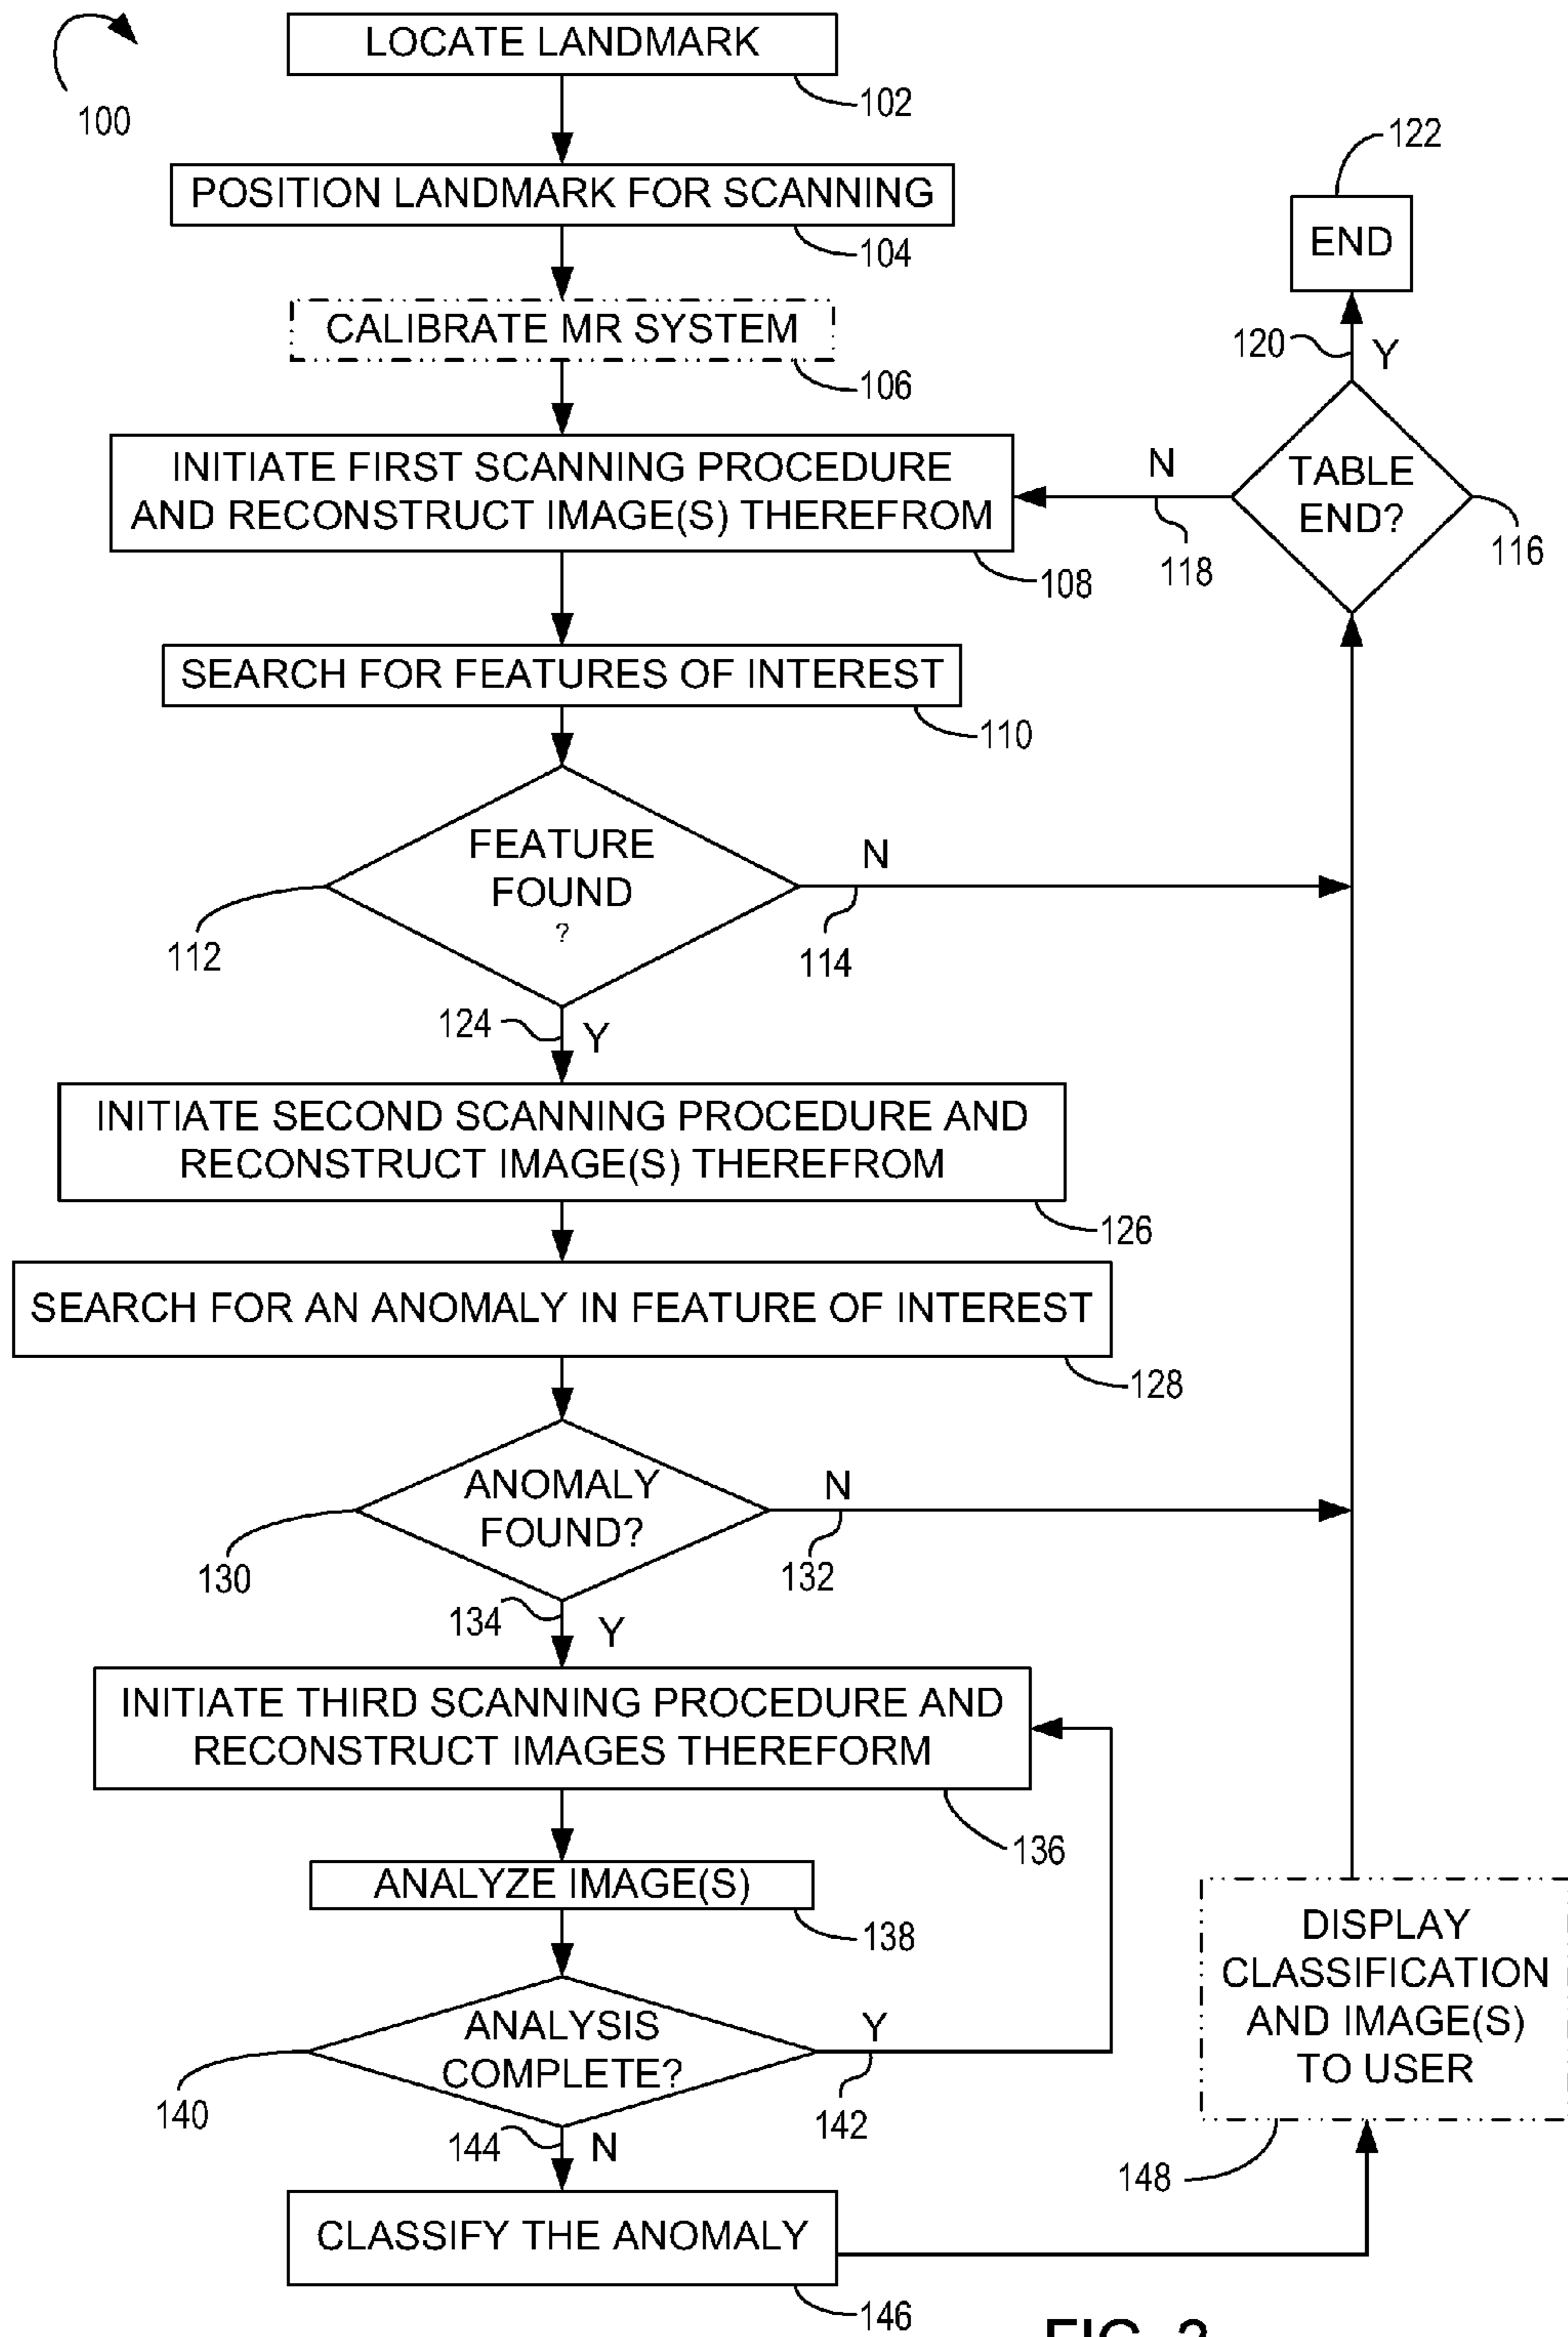 100
LOCATE LANDMARK
102
POSITION LANDMARK FOR SCANNING
104
CALIBRATE MR SYSTEM
106
INITIATE FIRST SCANNING PROCEDURE
AND RECONSTRUCT IMAGE(S) THEREFROM
108
122
END
120
Y
TABLE
END?
116
N
118
SEARCH FOR FEATURES OF INTEREST
110
FEATURE
FOUND
?
112
N
114
124
Y
INITIATE SECOND SCANNING PROCEDURE AND
RECONSTRUCT IMAGE(S) THEREFROM
126
SEARCH FOR AN ANOMALY IN FEATURE OF INTEREST
128
ANOMALY
FOUND?
130
N
132
134
Y
INITIATE THIRD SCANNING PROCEDURE AND
RECONSTRUCT IMAGES THEREFORM
136
ANALYZE IMAGE(S)
138
ANALYSIS
COMPLETE?
140
Y
142
144
N
CLASSIFY THE ANOMALY
146
DISPLAY
CLASSIFICATION
AND IMAGE(S)
TO USER
148